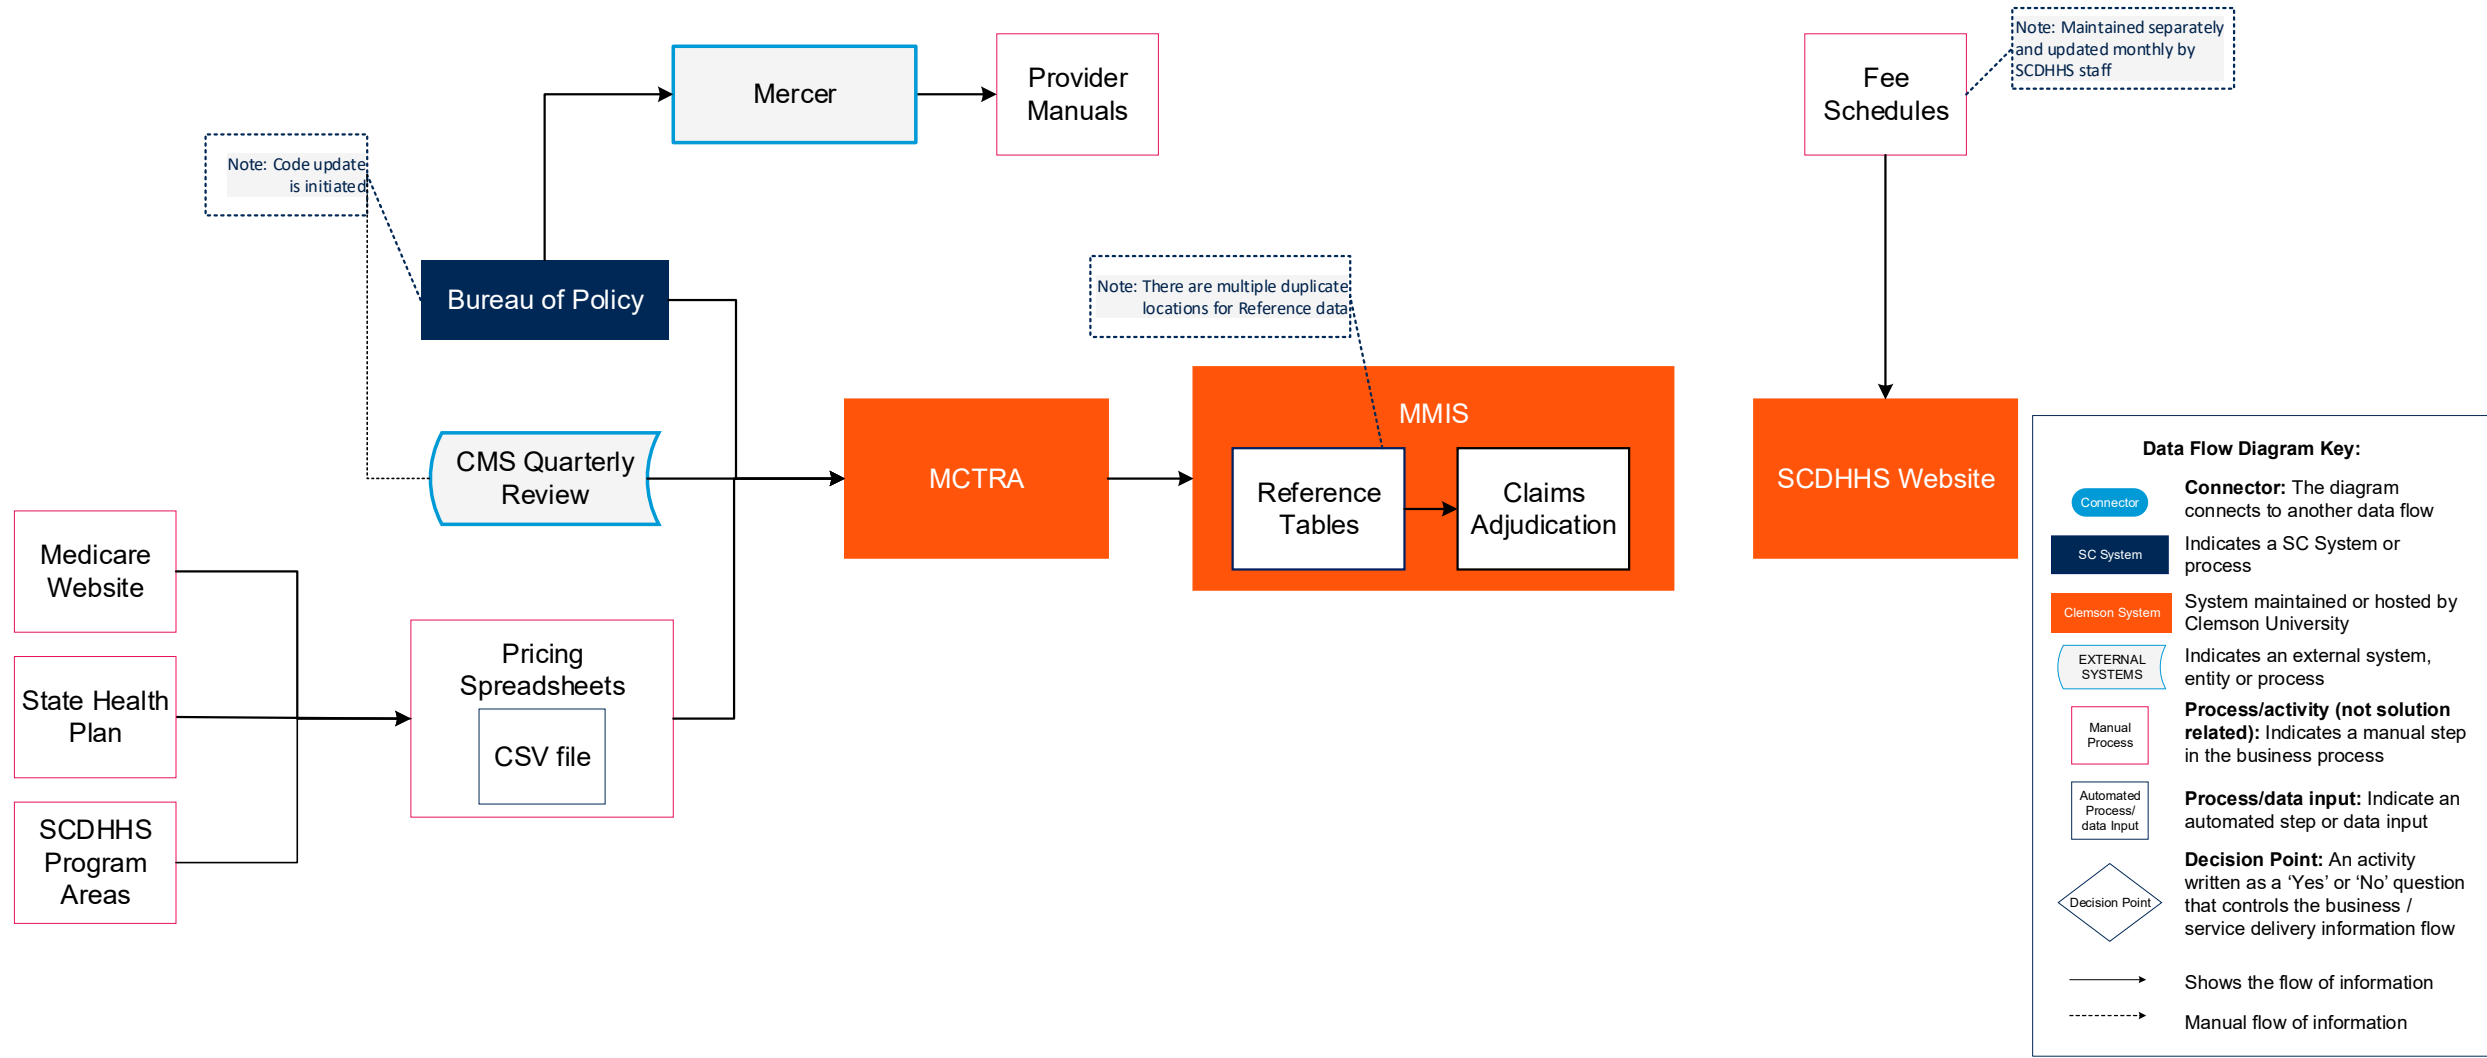 Note: Maintained separately
and updated monthly by
SCDHHS staff
Mercer
Provider
Manuals
Fee
Schedules
Note: Code update
is initiated
Bureau of Policy
Note: There are multiple duplicate
locations for Reference data
MMIS
CMS Quarterly
Review
MCTRA
Reference
Tables
Claims
Adjudication
SCDHHS Website
Medicare
Website
State Health
Plan
SCDHHS
Program
Areas
Pricing
Spreadsheets
CSV file
Data Flow Diagram Key:
Connector
Connector: The diagram
connects to another data flow
SC System
Indicates a SC System or
process
Clemson System
System maintained or hosted by
Clemson University
EXTERNAL
SYSTEMS
Indicates an external system,
entity or process
Manual
Process
Process/activity (not solution
related): Indicates a manual step
in the business process
Automated
Process/
data Input
Process/data input: Indicate an
automated step or data input
Decision Point
Decision Point: An activity
written as a ‘Yes’ or ‘No’ question
that controls the business /
service delivery information flow
Shows the flow of information
Manual flow of information